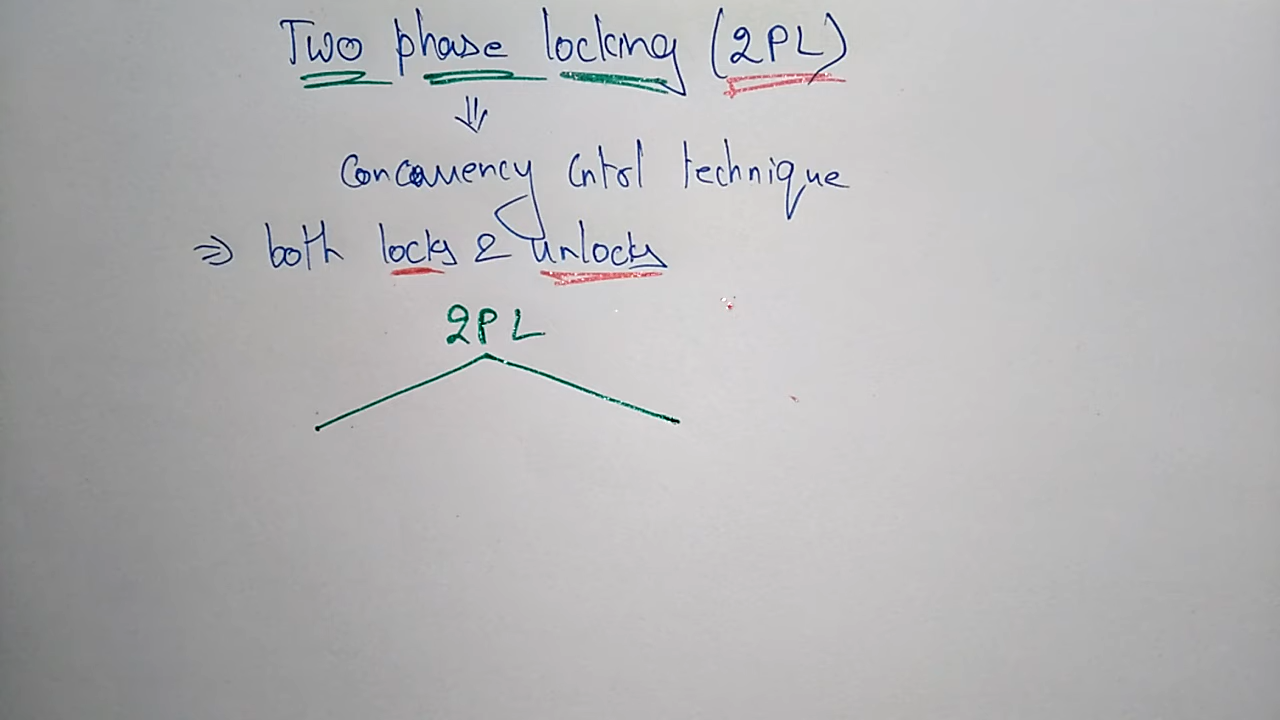 Two phase locking (2PL)
⇓
Concurrency Cntrl technique
⇒ both locks & unlocks
2PL